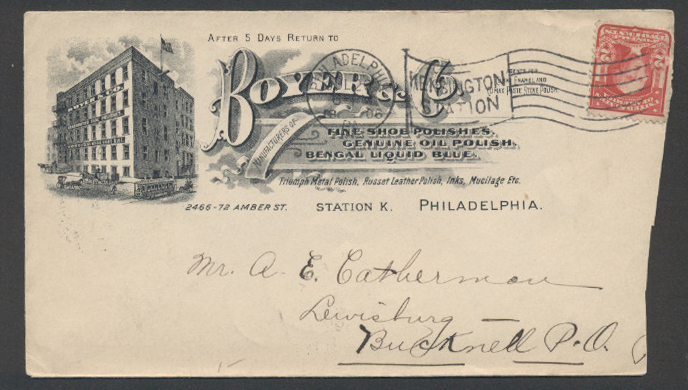 AFTER 5 DAYS RETURN TO
BOYER & Co
MANUFACTURERS OF
FINE SHOE POLISHES,
GENUINE OIL POLISH,
BENGAL LIQUID BLUE.
Triumph Metal Polish, Russet Leather Polish, Inks, Mucilage Etc.
2466-72 AMBER ST. STATION K. PHILADELPHIA.
PHILADELPHIA
KENSINGTON
STATION
Mr. A. E. Catherman
Lewisburg —
Bucknell P.O.